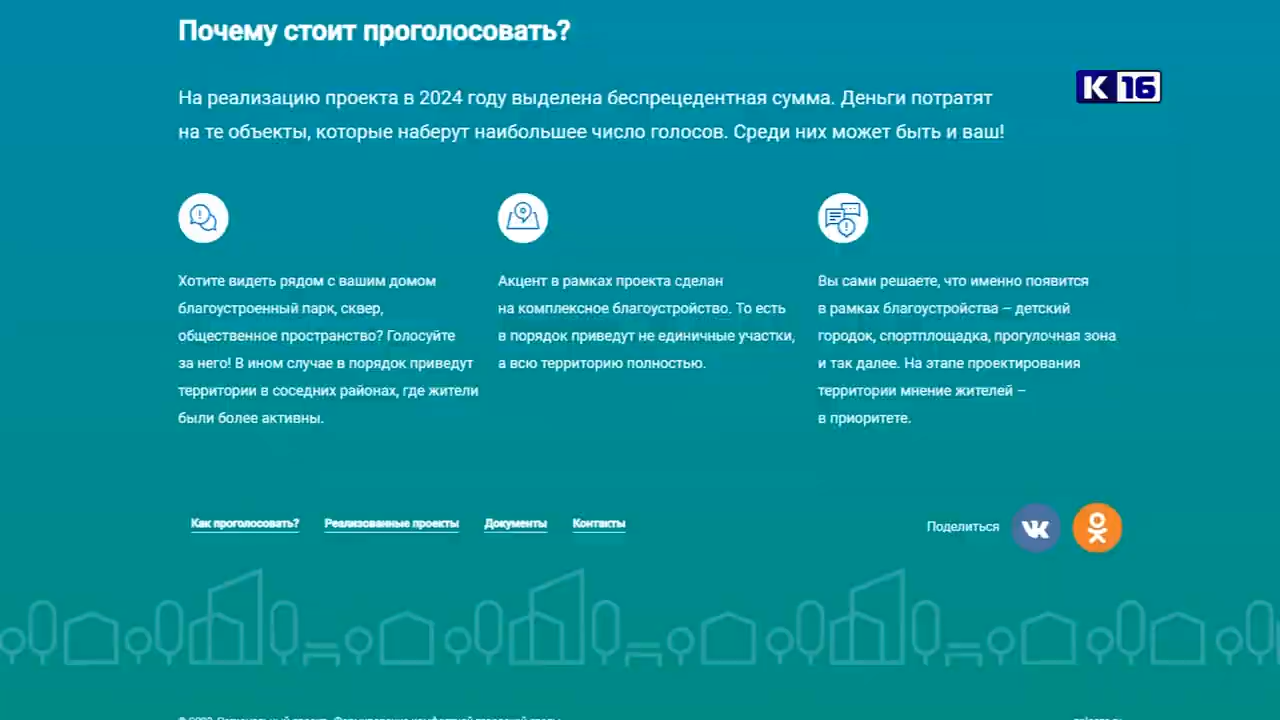 Почему стоит проголосовать?
К 16
На реализацию проекта в 2024 году выделена беспрецедентная сумма. Деньги потратят
на те объекты, которые наберут наибольшее число голосов. Среди них может быть и ваш!
Хотите видеть рядом с вашим домом
благоустроенный парк, сквер,
общественное пространство? Голосуйте
за него! В ином случае в порядок приведут
территории в соседних районах, где жители
были более активны.
Акцент в рамках проекта сделан
на комплексное благоустройство. То есть
в порядок приведут не единичные участки,
а всю территорию полностью.
Вы сами решаете, что именно появится
в рамках благоустройства – детский
городок, спортплощадка, прогулочная зона
и так далее. На этапе проектирования
территории мнение жителей –
в приоритете.
Как проголосовать? Реализованные проекты Документы Контакты
Поделиться